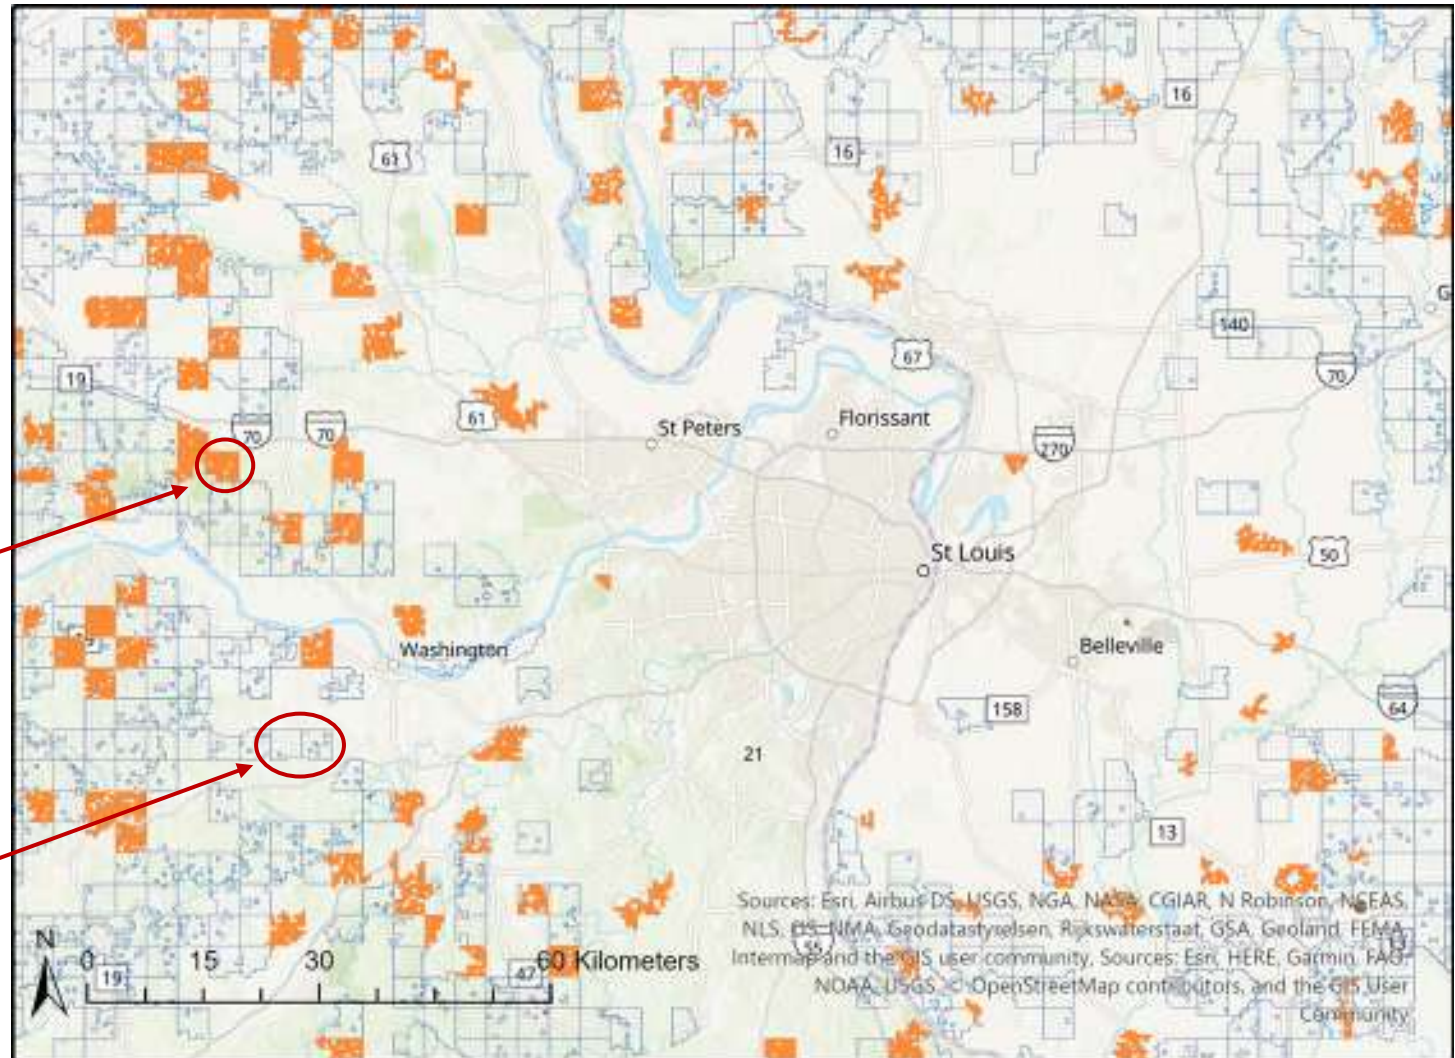 16
61
16
G
140
67
19
70
61
70
70
St Peters
Florissant
270
St Louis
50
Washington
Belleville
158
64
21
13
Sources: Esri, Airbus DS, USGS, NGA, NASA, CGIAR, N Robinson, NCEAS,
NLS, OS, NMA, Geodatastyrelsen, Rijkswaterstaat, GSA, Geoland, FEMA,
Intermap and the GIS user community, Sources: Esri, HERE, Garmin, FAO,
NOAA, USGS, © OpenStreetMap contributors, and the GIS User
Community
55
13
N
0 15 30 60 Kilometers
19
47